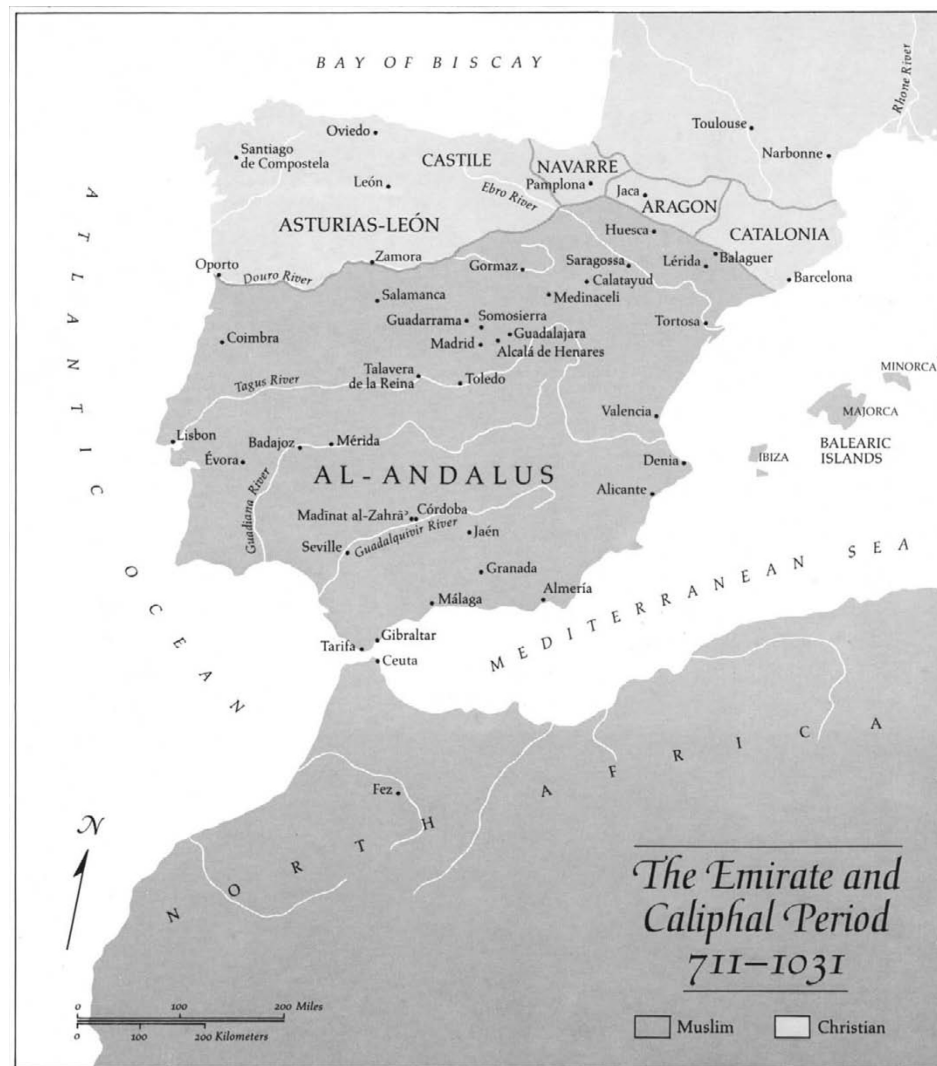 BAY OF BISCAY
Rhone River
Toulouse
Narbonne
Oviedo
Santiago
de Compostela
CASTILE
NAVARRE
León
Pamplona
Jaca
Ebro River
ARAGON
ASTURIAS-LEÓN
Huesca
CATALONIA
Zamora
Oporto
Douro River
Gormaz
Saragossa
Lérida
Balaguer
Calatayud
Barcelona
Medinaceli
Salamanca
Somosierra
Guadarrama
Tortosa
Guadalajara
Coimbra
Madrid
Alcalá de Henares
Talavera
de la Reina
Tagus River
Toledo
MINORCA
MAJORCA
Valencia
Lisbon
Badajoz
Mérida
BALEARIC
ISLANDS
IBIZA
Évora
Denia
AL-ANDALUS
Alicante
Guadiana River
Madīnat al-Zahrāʾ
Córdoba
Guadalquivir River
Jaén
Seville
Granada
Almería
Málaga
MEDITERRANEAN SEA
ATLANTIC OCEAN
Gibraltar
Tarifa
Ceuta
Fez
NORTH AFRICA
N
The Emirate and
Caliphal Period
711–1031
Muslim
Christian
0 100 200 Miles
0 100 200 Kilometers